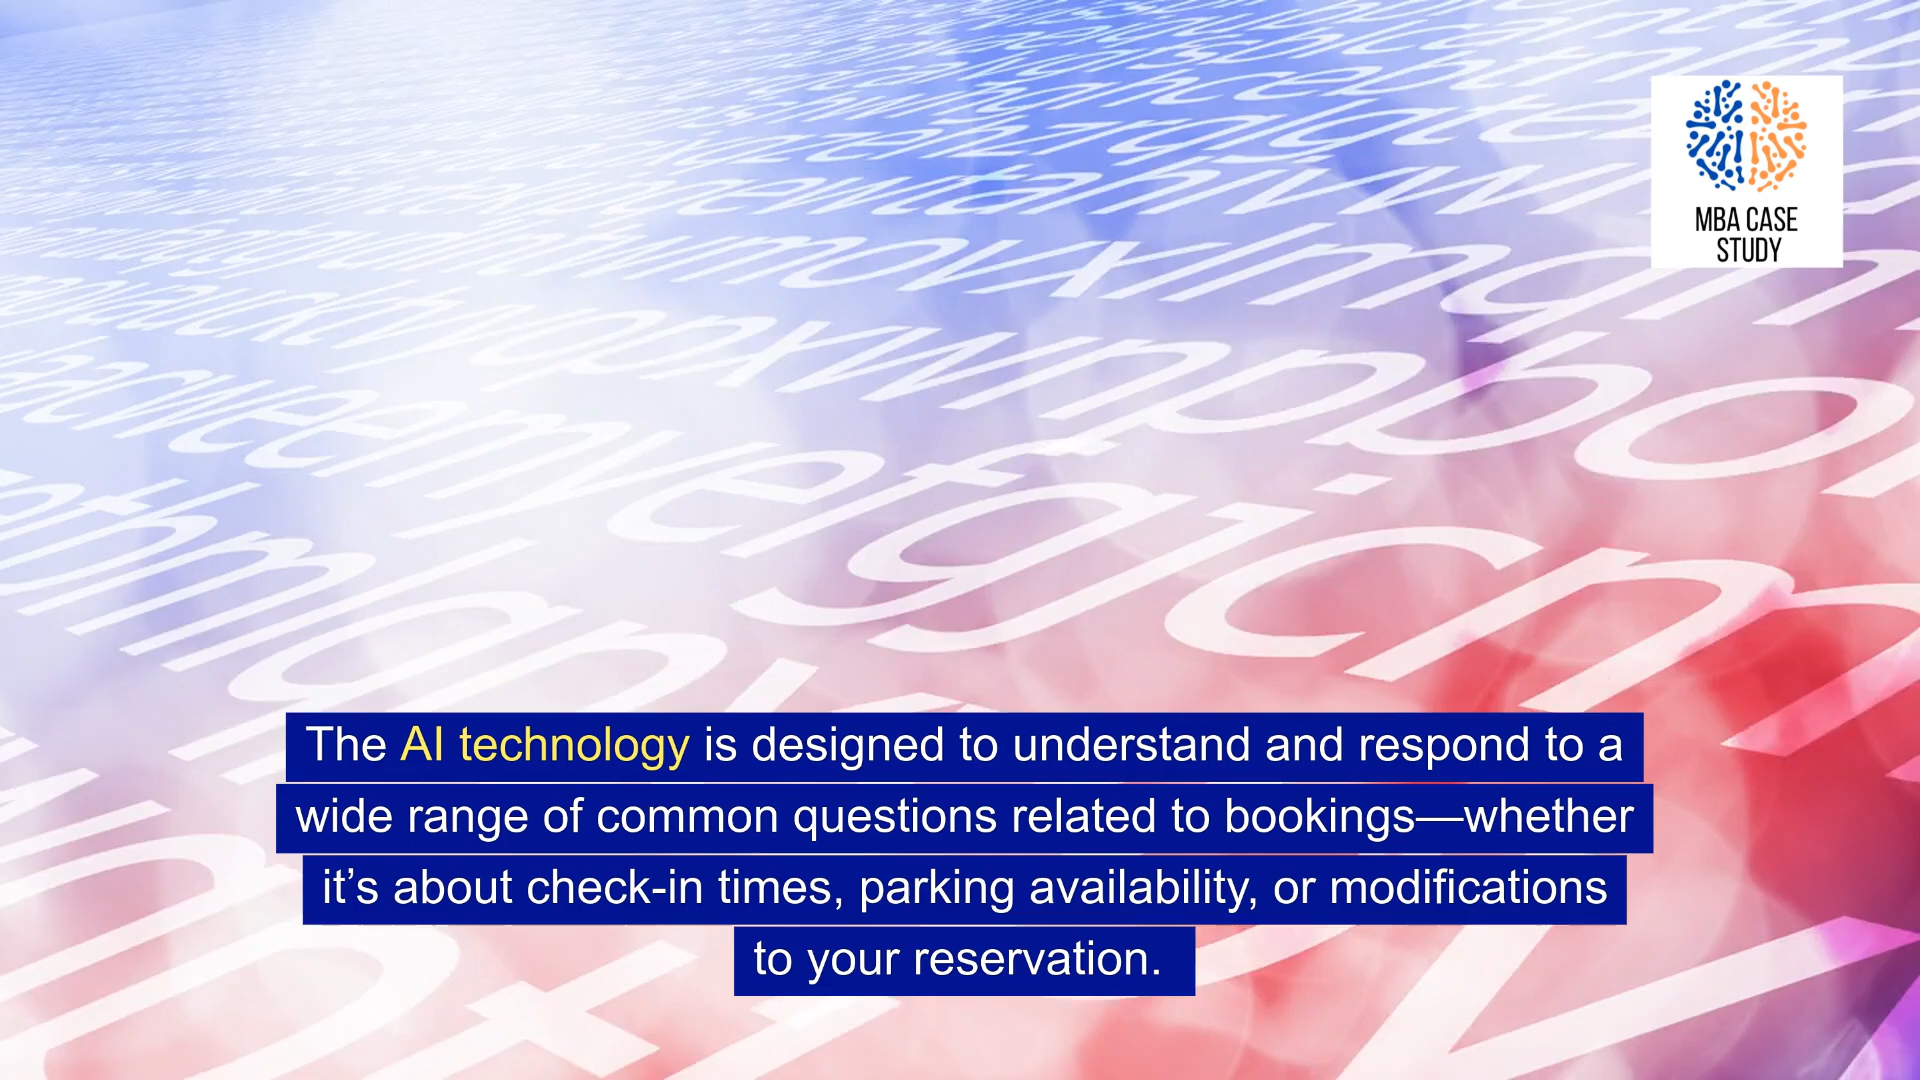 MBA CASE
STUDY
The AI technology is designed to understand and respond to a
wide range of common questions related to bookings—whether
it’s about check-in times, parking availability, or modifications
to your reservation.